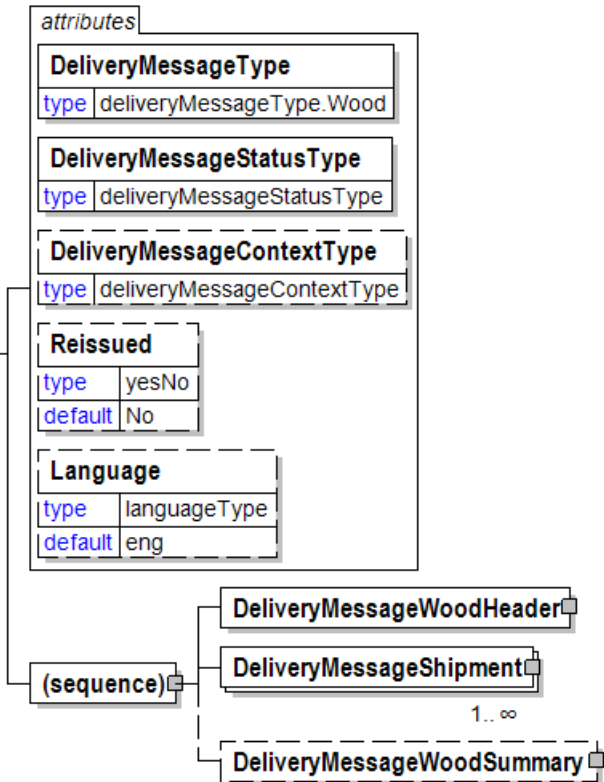 attributes
DeliveryMessageType
type deliveryMessageType.Wood
DeliveryMessageStatusType
type deliveryMessageStatusType
DeliveryMessageContextType
type deliveryMessageContextType
Reissued
type yesNo
default No
Language
type languageType
default eng
DeliveryMessageWoodHeader
(sequence)
DeliveryMessageShipment
1.. ∞
DeliveryMessageWoodSummary